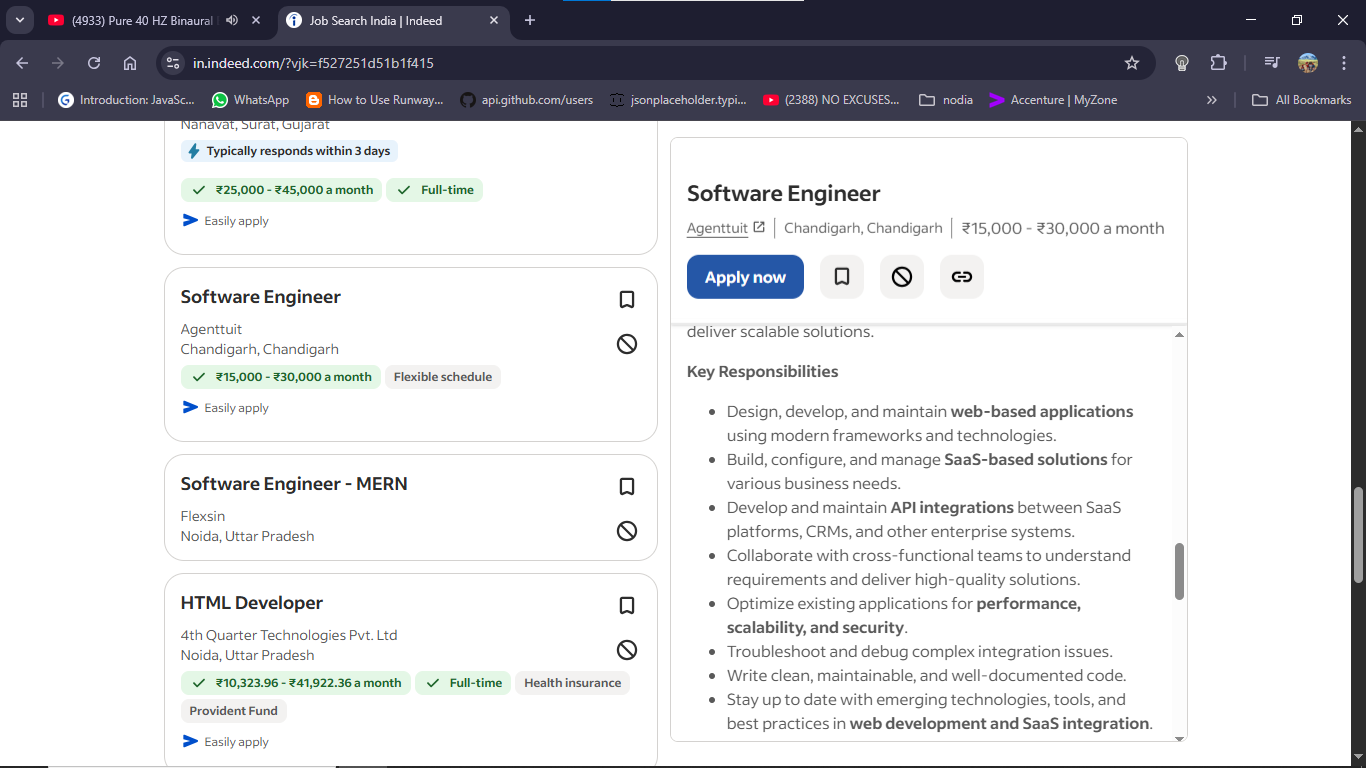 (4933) Pure 40 HZ Binaural
Job Search India | Indeed
in.indeed.com/?vjk=f527251d51b1f415
Introduction: JavaSc...
WhatsApp
How to Use Runway...
api.github.com/users
jsonplaceholder.typi...
(2388) NO EXCUSES...
nodia
Accenture | MyZone
»
All Bookmarks
Nanavat, Surat, Gujarat
Typically responds within 3 days
₹25,000 - ₹45,000 a month
Full-time
Easily apply
Software Engineer
Agenttuit
Chandigarh, Chandigarh
₹15,000 - ₹30,000 a month
Flexible schedule
Easily apply
Software Engineer - MERN
Flexsin
Noida, Uttar Pradesh
HTML Developer
4th Quarter Technologies Pvt. Ltd
Noida, Uttar Pradesh
₹10,323.96 - ₹41,922.36 a month
Full-time
Health insurance
Provident Fund
Easily apply
Software Engineer
Agenttuit
Chandigarh, Chandigarh
₹15,000 - ₹30,000 a month
Apply now
deliver scalable solutions.
Key Responsibilities
• Design, develop, and maintain web-based applications
using modern frameworks and technologies.
• Build, configure, and manage SaaS-based solutions for
various business needs.
• Develop and maintain API integrations between SaaS
platforms, CRMs, and other enterprise systems.
• Collaborate with cross-functional teams to understand
requirements and deliver high-quality solutions.
• Optimize existing applications for performance,
scalability, and security.
• Troubleshoot and debug complex integration issues.
• Write clean, maintainable, and well-documented code.
• Stay up to date with emerging technologies, tools, and
best practices in web development and SaaS integration.